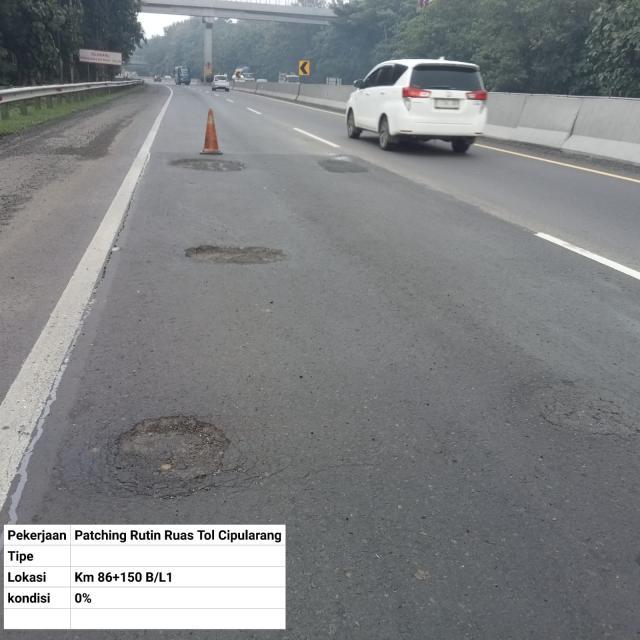 Pekerjaan Patching Rutin Ruas Tol Cipularang
Tipe
Lokasi Km 86+150 B/L1
kondisi 0%